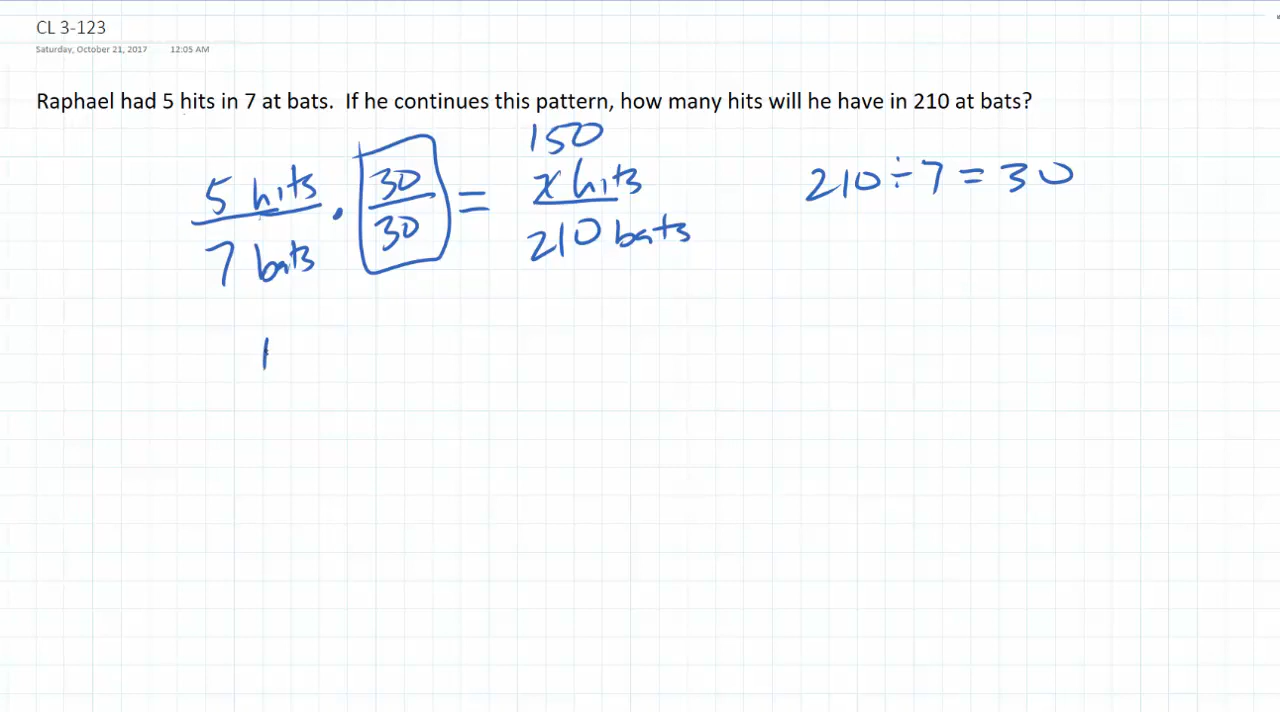 CL 3-123
Saturday, October 21, 2017 12:05 AM
Raphael had 5 hits in 7 at bats. If he continues this pattern, how many hits will he have in 210 at bats?
150
5 hits / 7 bats · 30 / 30 = x hits / 210 bats
210 ÷ 7 = 30
1